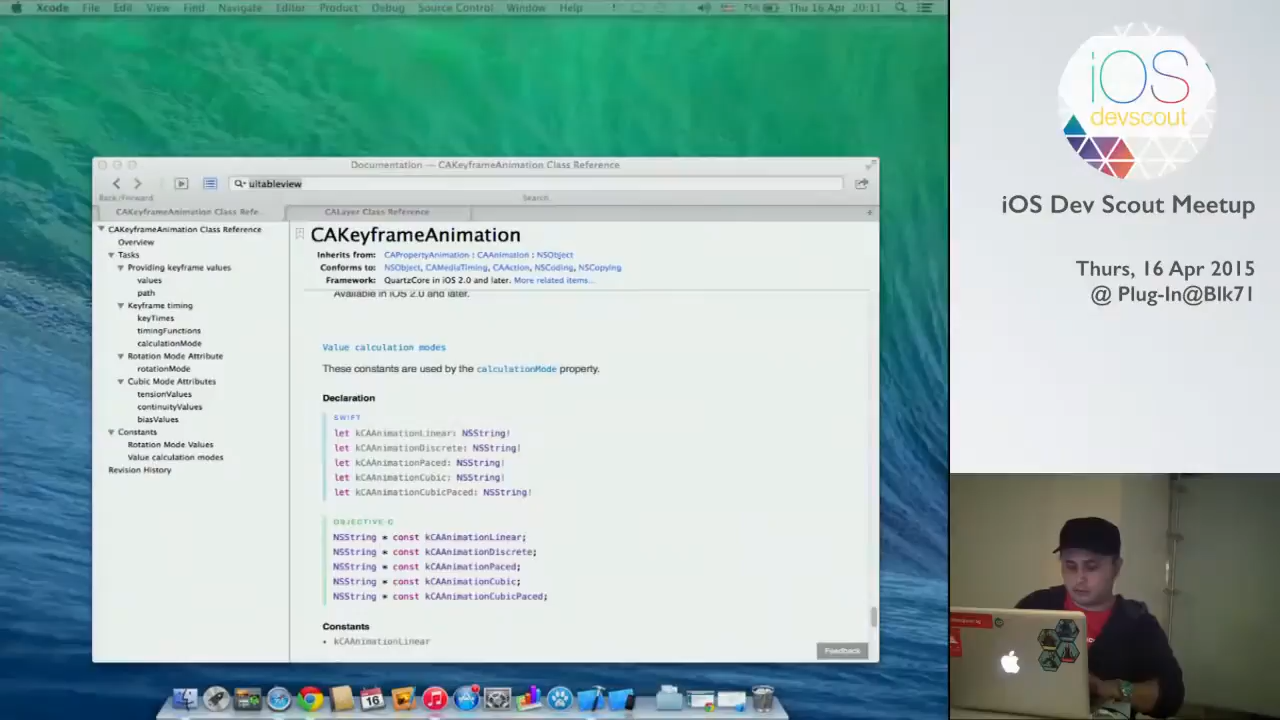 Xcode File Edit View Find Navigate Editor Product Debug Source Control Window Help 75% Thu 16 Apr 20:11
Documentation — CAKeyframeAnimation Class Reference
uitableview
Back/Forward Search
CAKeyframeAnimation Class Refe... CALayer Class Reference
CAKeyframeAnimation Class Reference
Overview
Tasks
Providing keyframe values
values
path
Keyframe timing
keyTimes
timingFunctions
calculationMode
Rotation Mode Attribute
rotationMode
Cubic Mode Attributes
tensionValues
continuityValues
biasValues
Constants
Rotation Mode Values
Value calculation modes
Revision History
CAKeyframeAnimation
Inherits from: CAPropertyAnimation : CAAnimation : NSObject
Conforms to: NSObject, CAMediaTiming, CAAction, NSCoding, NSCopying
Framework: QuartzCore in iOS 2.0 and later. More related items...
Available in iOS 2.0 and later.
Value calculation modes
These constants are used by the calculationMode property.
Declaration
SWIFT
let kCAAnimationLinear: NSString!
let kCAAnimationDiscrete: NSString!
let kCAAnimationPaced: NSString!
let kCAAnimationCubic: NSString!
let kCAAnimationCubicPaced: NSString!
OBJECTIVE-C
NSString * const kCAAnimationLinear;
NSString * const kCAAnimationDiscrete;
NSString * const kCAAnimationPaced;
NSString * const kCAAnimationCubic;
NSString * const kCAAnimationCubicPaced;
Constants
• kCAAnimationLinear
Feedback
16
iOS
devscout
iOS Dev Scout Meetup
Thurs, 16 Apr 2015
@ Plug-In@Blk71